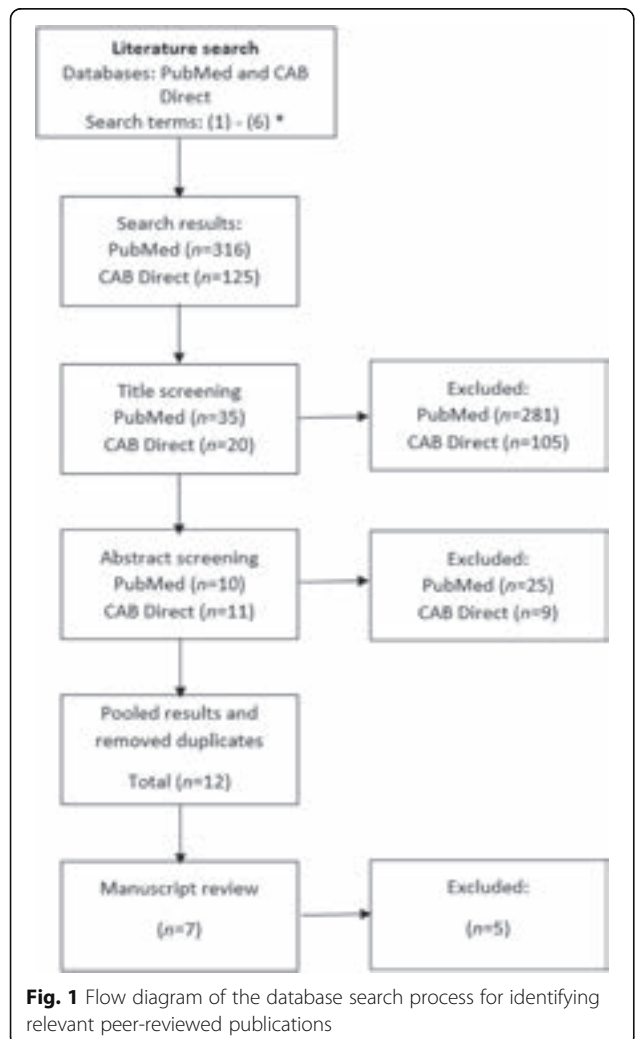 Literature search
Databases: PubMed and CAB
Direct
Search terms: (1) - (6) *
Search results:
PubMed (n=316)
CAB Direct (n=125)
Title screening
PubMed (n=35)
CAB Direct (n=20)
Excluded:
PubMed (n=281)
CAB Direct (n=105)
Abstract screening
PubMed (n=10)
CAB Direct (n=11)
Excluded:
PubMed (n=25)
CAB Direct (n=9)
Pooled results and
removed duplicates
Total (n=12)
Manuscript review
(n=7)
Excluded:
(n=5)
Fig. 1 Flow diagram of the database search process for identifying
relevant peer-reviewed publications